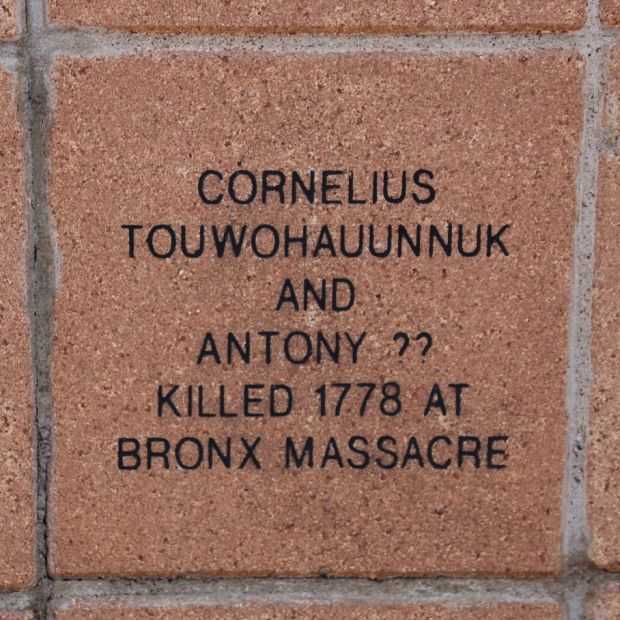 CORNELIUS
TOUWOHAUUNNUK
AND
ANTONY ??
KILLED 1778 AT
BRONX MASSACRE